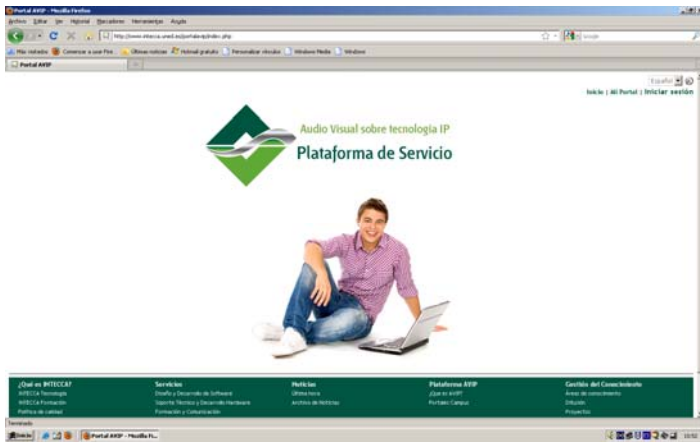 Portal AVIP - Mozilla Firefox
Archivo Editar Ver Historial Marcadores Herramientas Ayuda
http://www.intecca.uned.es/portalavip/index.php
Más visitados Comenzar a usar Fire... Últimas noticias Hotmail gratuito Personalizar vínculos Windows Media Windows
Portal AVIP
Español
Inicio | Mi Portal | Iniciar sesión
Audio Visual sobre tecnología IP
Plataforma de Servicio
¿Qué es INTECCA? Servicios Noticias Plataforma AVIP Gestión del Conocimiento
INTECCA Tecnología Diseño y Desarrollo de Software Última hora ¿Qué es AVIP? Áreas de conocimiento
INTECCA Formación Soporte Técnico y Desarrollo Hardware Archivo de Noticias Portales Campus Difusión
Política de calidad Formación y Comunicación Proyectos
Terminado
Inicio Portal AVIP - Mozilla Fi...